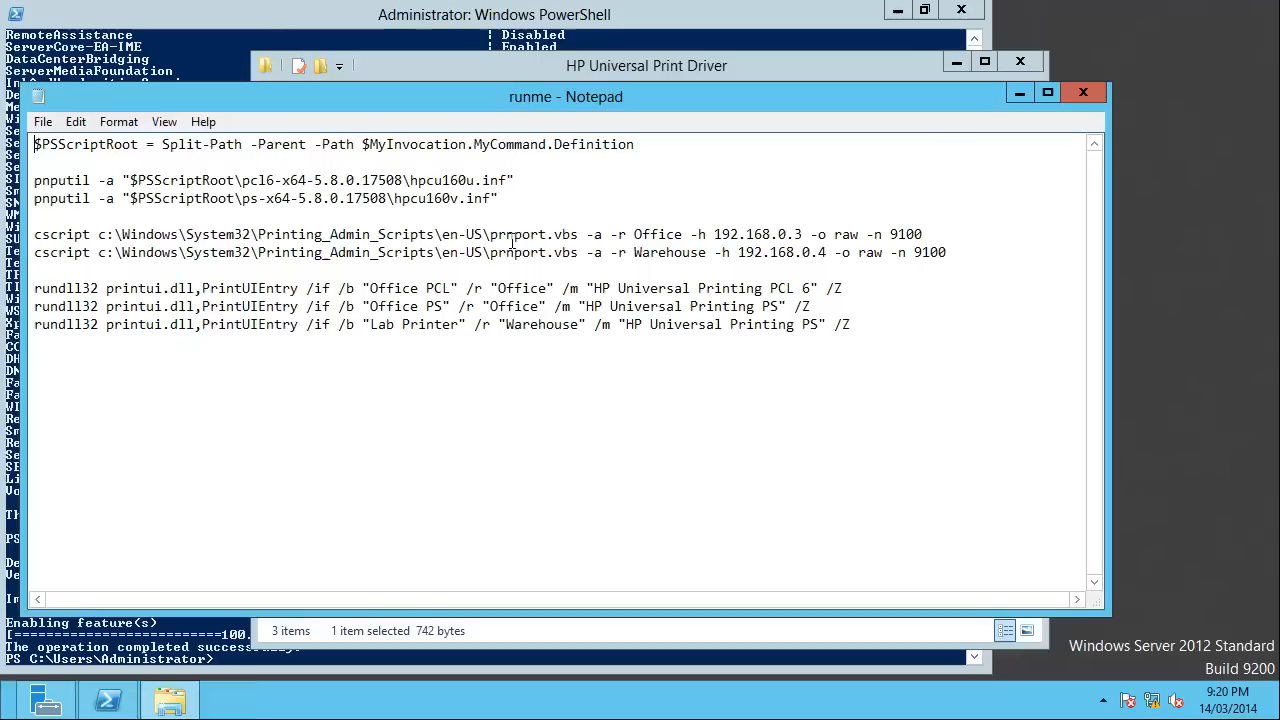 Administrator: Windows PowerShell
RemoteAssistance | Disabled
ServerCore-EA-IME | Enabled
DataCenterBridging
ServerMediaFoundation
HP Universal Print Driver
runme - Notepad
File Edit Format View Help
$PSScriptRoot = Split-Path -Parent -Path $MyInvocation.MyCommand.Definition
pnputil -a "$PSScriptRoot\pcl6-x64-5.8.0.17508\hpcu160u.inf"
pnputil -a "$PSScriptRoot\ps-x64-5.8.0.17508\hpcu160v.inf"
cscript c:\Windows\System32\Printing_Admin_Scripts\en-US\prnport.vbs -a -r Office -h 192.168.0.3 -o raw -n 9100
cscript c:\Windows\System32\Printing_Admin_Scripts\en-US\prnport.vbs -a -r Warehouse -h 192.168.0.4 -o raw -n 9100
rundll32 printui.dll,PrintUIEntry /if /b "Office PCL" /r "Office" /m "HP Universal Printing PCL 6" /Z
rundll32 printui.dll,PrintUIEntry /if /b "Office PS" /r "Office" /m "HP Universal Printing PS" /Z
rundll32 printui.dll,PrintUIEntry /if /b "Lab Printer" /r "Warehouse" /m "HP Universal Printing PS" /Z
Enabling feature(s)
[==========================100.
3 items 1 item selected 742 bytes
The operation completed successfully.
PS C:\Users\Administrator>
Windows Server 2012 Standard
Build 9200
9:20 PM
14/03/2014